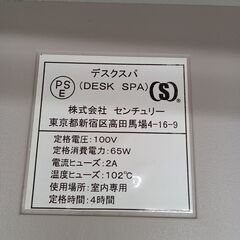 デスクスパ
PS
E
(DESK SPA)
S
株式会社 センチュリー
東京都新宿区高田馬場4-16-9
定格電圧:100V
定格消費電力:65W
電流ヒューズ:2A
温度ヒューズ:102℃
使用場所:室内専用
定格時間:4時間